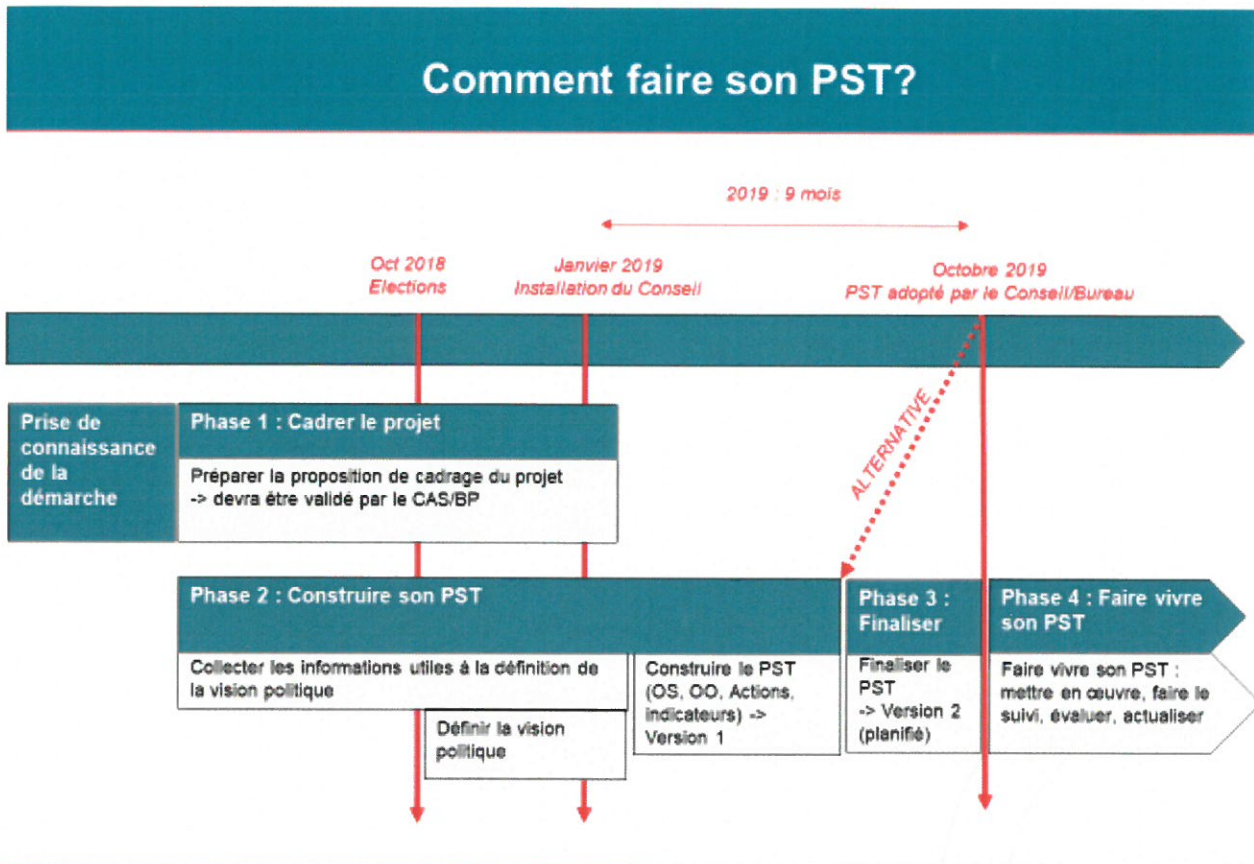 Comment faire son PST?
2019 : 9 mois
Oct 2018
Elections
Janvier 2019
Installation du Conseil
Octobre 2019
PST adopté par le Conseil/Bureau
ALTERNATIVE
Prise de
connaissance
de la
démarche
Phase 1 : Cadrer le projet
Préparer la proposition de cadrage du projet
-> devra être validé par le CAS/BP
Phase 2 : Construire son PST
Collecter les informations utiles à la définition de
la vision politique
Définir la vision
politique
Construire le PST
(OS, OO, Actions,
indicateurs) ->
Version 1
Phase 3 :
Finaliser
Finaliser le
PST
-> Version 2
(planifié)
Phase 4 : Faire vivre
son PST
Faire vivre son PST :
mettre en œuvre, faire le
suivi, évaluer, actualiser